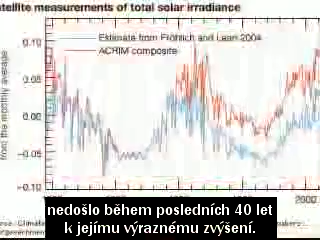 atellite measurements of total solar irradiance
0.10
Estimate from Fröhlich and Lean 2004
ACRIM composite
0.05
0.00
-0.05
-0.10
from the monthly average
2000
nedošlo během posledních 40 let
k jejímu výraznému zvýšení.